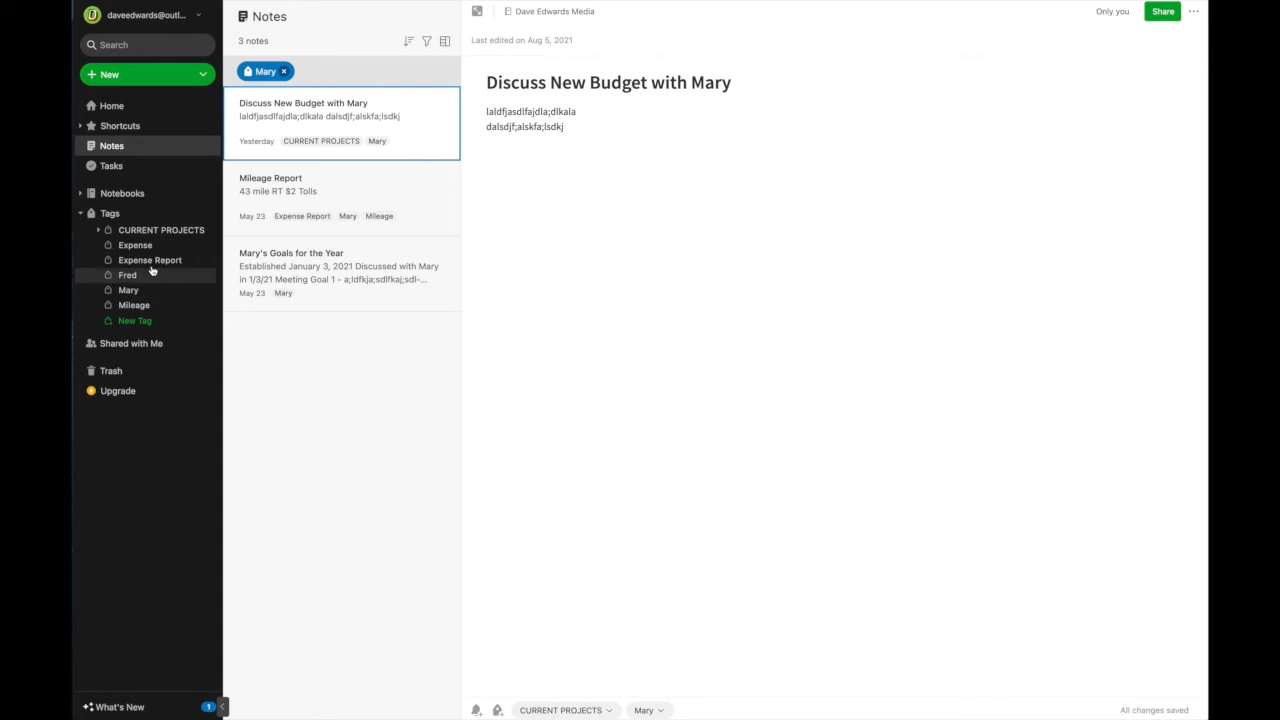 daveedwards@outl...
Search
New
Home
Shortcuts
Notes
Tasks
Notebooks
Tags
CURRENT PROJECTS
Expense
Expense Report
Fred
Mary
Mileage
New Tag
Shared with Me
Trash
Upgrade
What's New
1
Notes
3 notes
Mary
Discuss New Budget with Mary
laldfjasdlfajdla;dlkala dalsdjf;alskfa;lsdkj
Yesterday CURRENT PROJECTS Mary
Mileage Report
43 mile RT $2 Tolls
May 23 Expense Report Mary Mileage
Mary's Goals for the Year
Established January 3, 2021 Discussed with Mary
in 1/3/21 Meeting Goal 1 - a;ldfkja;sdlfkaj;sdl-...
May 23 Mary
Dave Edwards Media
Only you
Share
Last edited on Aug 5, 2021
Discuss New Budget with Mary
laldfjasdlfajdla;dlkala
dalsdjf;alskfa;lsdkj
CURRENT PROJECTS
Mary
All changes saved